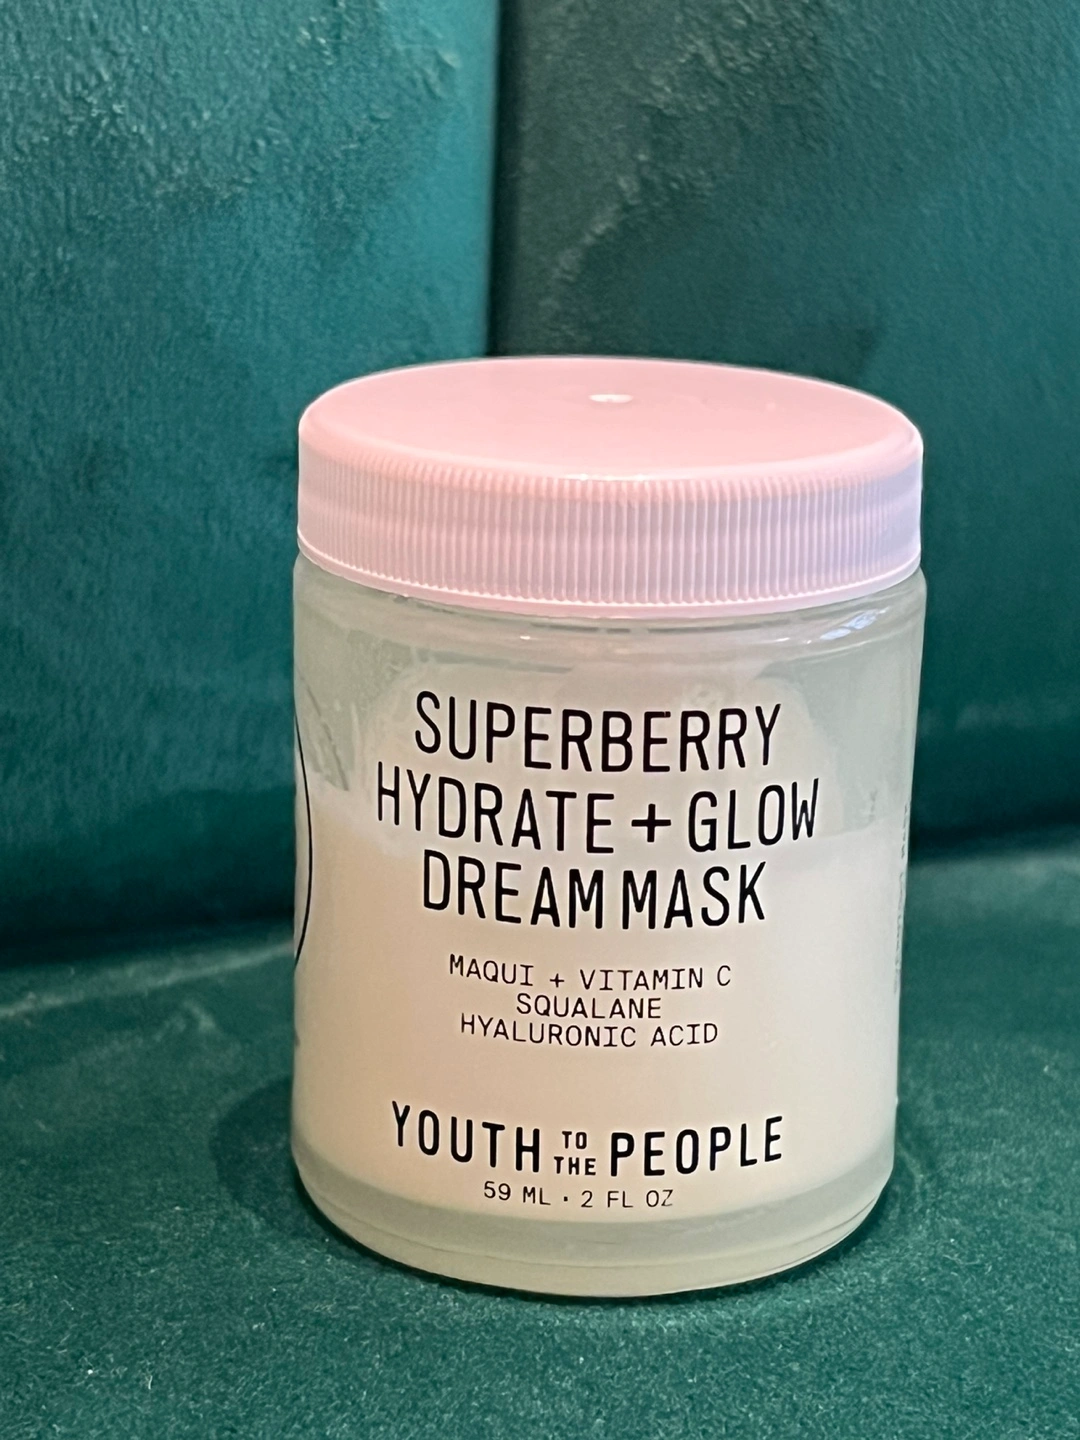 SUPERBERRY
HYDRATE + GLOW
DREAM MASK
MAQUI + VITAMIN C
SQUALANE
HYALURONIC ACID
YOUTH TO THE PEOPLE
59 ML · 2 FL OZ